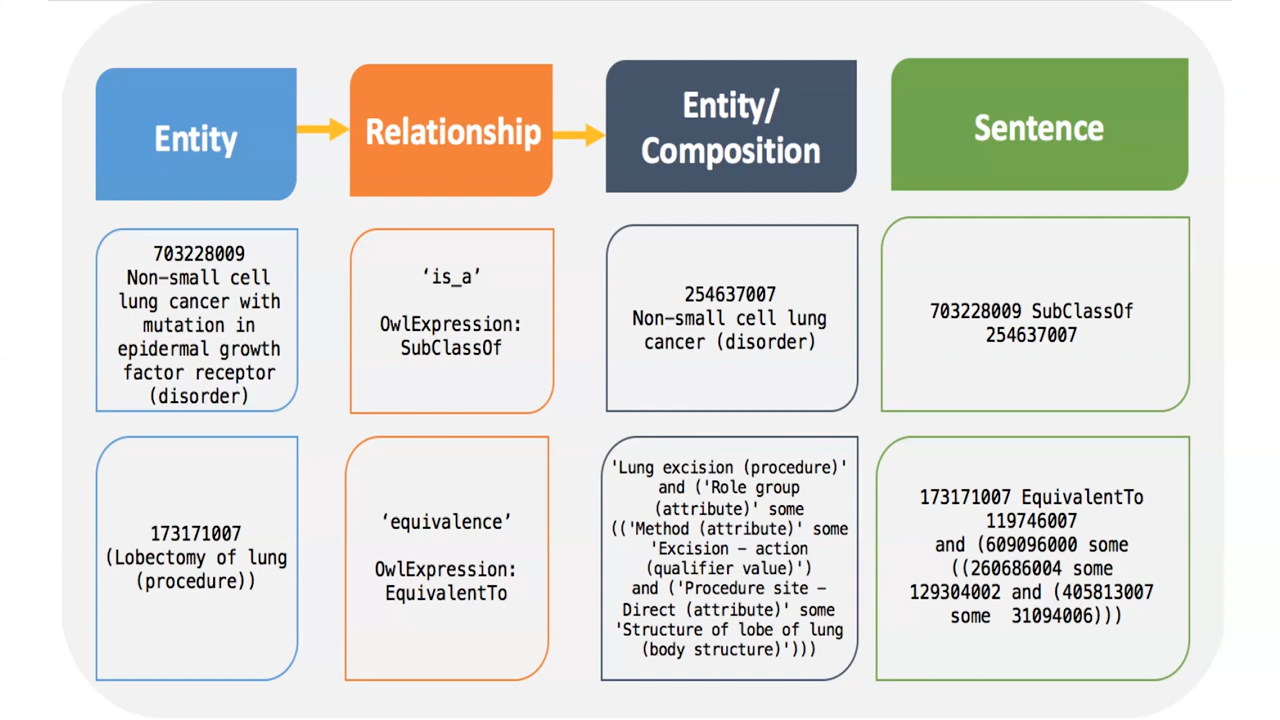 Entity
Relationship
Entity/
Composition
Sentence
703228009
Non-small cell
lung cancer with
mutation in
epidermal growth
factor receptor
(disorder)
‘is_a’
OwlExpression:
SubClassOf
254637007
Non-small cell lung
cancer (disorder)
703228009 SubClassOf
254637007
173171007
(Lobectomy of lung
(procedure))
‘equivalence’
OwlExpression:
EquivalentTo
'Lung excision (procedure)'
and ('Role group
(attribute)' some
(('Method (attribute)' some
'Excision - action
(qualifier value)')
and ('Procedure site -
Direct (attribute)' some
'Structure of lobe of lung
(body structure)')))
173171007 EquivalentTo
119746007
and (609096000 some
((260686004 some
129304002 and (405813007
some 31094006)))